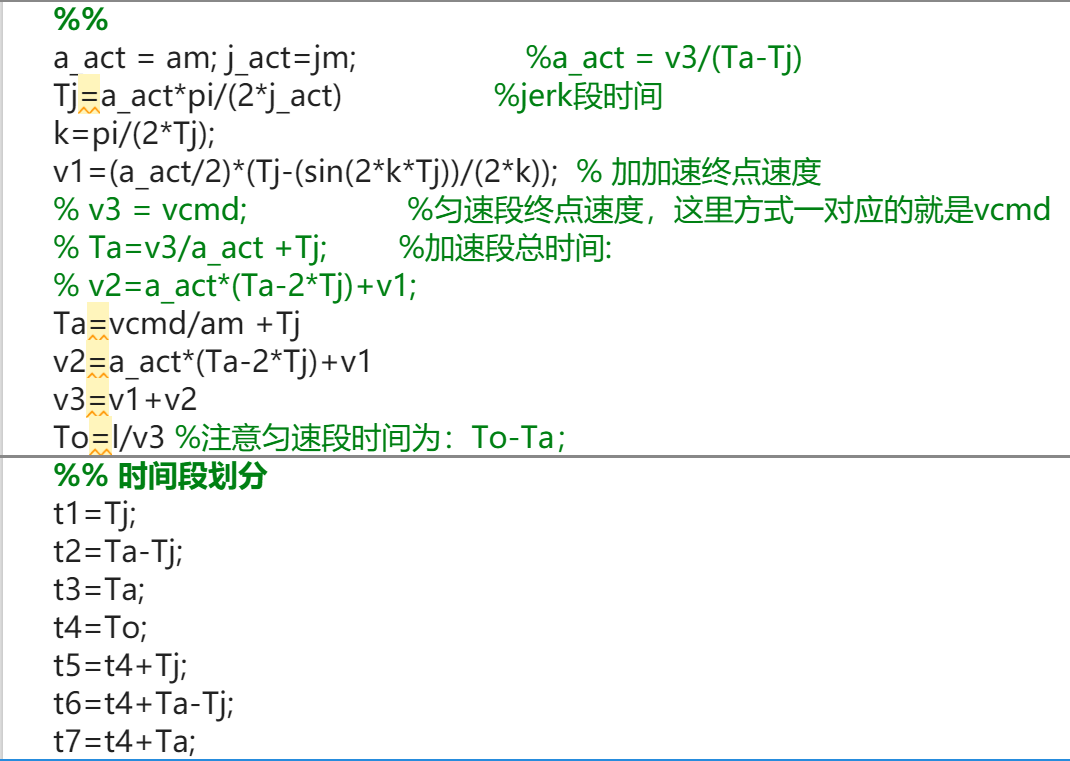 %%
a_act = am; j_act=jm; %a_act = v3/(Ta-Tj)
Tj=a_act*pi/(2*j_act) %jerk段时间
k=pi/(2*Tj);
v1=(a_act/2)*(Tj-(sin(2*k*Tj))/(2*k)); % 加加速终点速度
% v3 = vcmd; %匀速段终点速度，这里方式一对应的就是vcmd
% Ta=v3/a_act +Tj; %加速段总时间:
% v2=a_act*(Ta-2*Tj)+v1;
Ta=vcmd/am +Tj
v2=a_act*(Ta-2*Tj)+v1
v3=v1+v2
To=l/v3 %注意匀速段时间为：To-Ta；
%% 时间段划分
t1=Tj;
t2=Ta-Tj;
t3=Ta;
t4=To;
t5=t4+Tj;
t6=t4+Ta-Tj;
t7=t4+Ta;